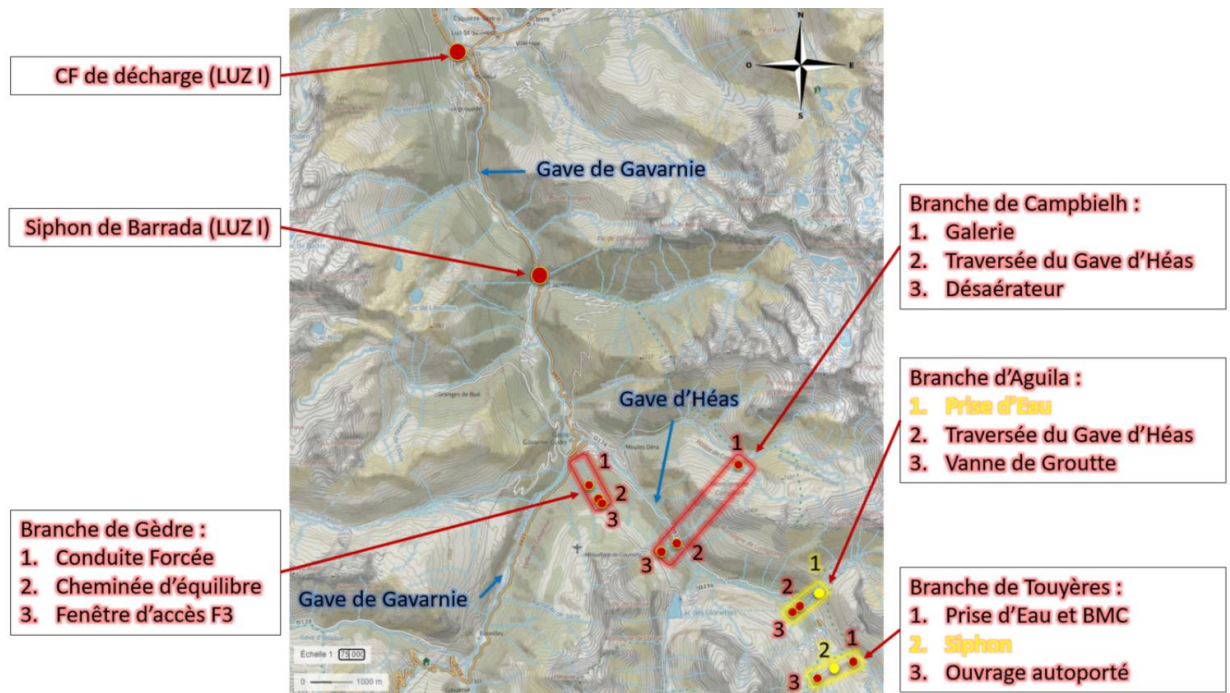 CF de décharge (LUZ I)
Siphon de Barrada (LUZ I)
Branche de Gèdre :
1. Conduite Forcée
2. Cheminée d'équilibre
3. Fenêtre d'accès F3
N
O
E
S
Gave de Gavarnie
Gave d'Héas
Gave de Gavarnie
1
2
3
1
2
3
1
2
3
1
2
3
Échelle 1 : 75 000
0
1000 m
Gavarnie
Branche de Campbielh :
1. Galerie
2. Traversée du Gave d'Héas
3. Désaérateur
Branche d'Aguila :
1. Prise d'Eau
2. Traversée du Gave d'Héas
3. Vanne de Groutte
Branche de Touyères :
1. Prise d'Eau et BMC
2. Siphon
3. Ouvrage autoporté